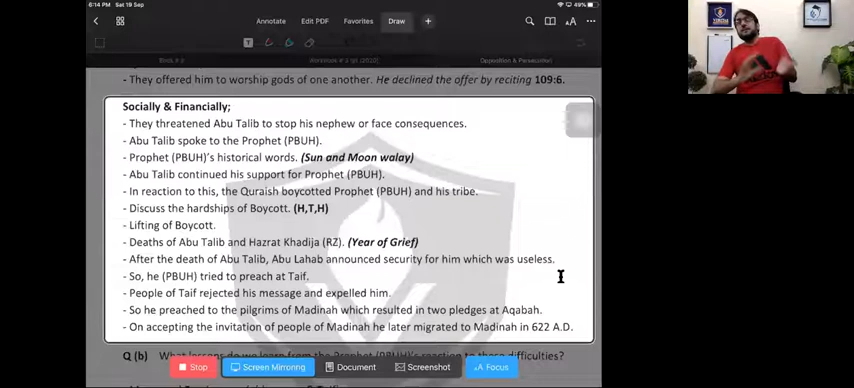 6:14 PM Sat 19 Sep
49%
Annotate Edit PDF Favorites Draw +
AA
T
Block # 3 Workbook # 3 Opposition & Persecution
- They offered him to worship gods of one another. He declined the offer by reciting 109:6.
Socially & Financially;
- They threatened Abu Talib to stop his nephew or face consequences.
- Abu Talib spoke to the Prophet (PBUH).
- Prophet (PBUH)'s historical words. (Sun and Moon walay)
- Abu Talib continued his support for Prophet (PBUH).
- In reaction to this, the Quraish boycotted Prophet (PBUH) and his tribe.
- Discuss the hardships of Boycott. (H,T,H)
- Lifting of Boycott.
- Deaths of Abu Talib and Hazrat Khadija (RZ). (Year of Grief)
- After the death of Abu Talib, Abu Lahab announced security for him which was useless.
- So, he (PBUH) tried to preach at Taif.
- People of Taif rejected his message and expelled him.
- So he preached to the pilgrims of Madinah which resulted in two pledges at Aqabah.
- On accepting the invitation of people of Madinah he later migrated to Madinah in 622 A.D.
Q (b) What lessons do we learn from the Prophet (PBUH)'s reaction to these difficulties?
Stop Screen Mirroring Document Screenshot Focus